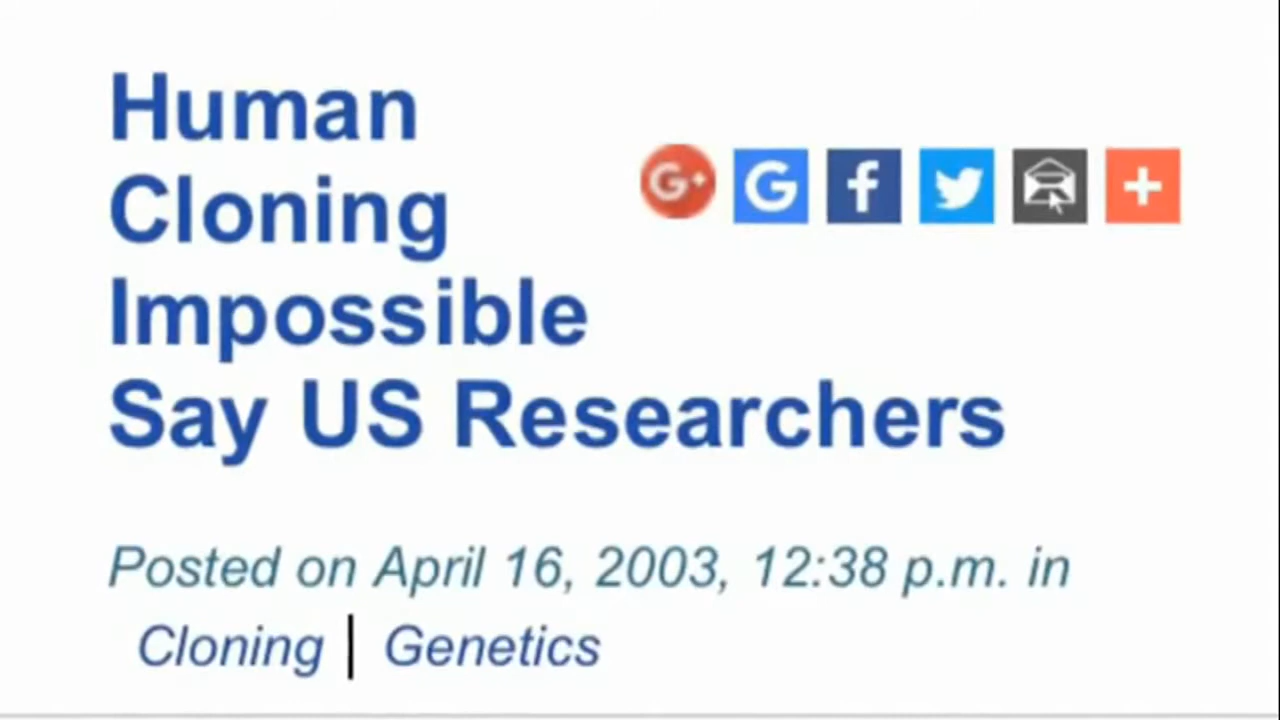 Human
Cloning
Impossible
Say US Researchers
G+ G f +
Posted on April 16, 2003, 12:38 p.m. in
Cloning | Genetics